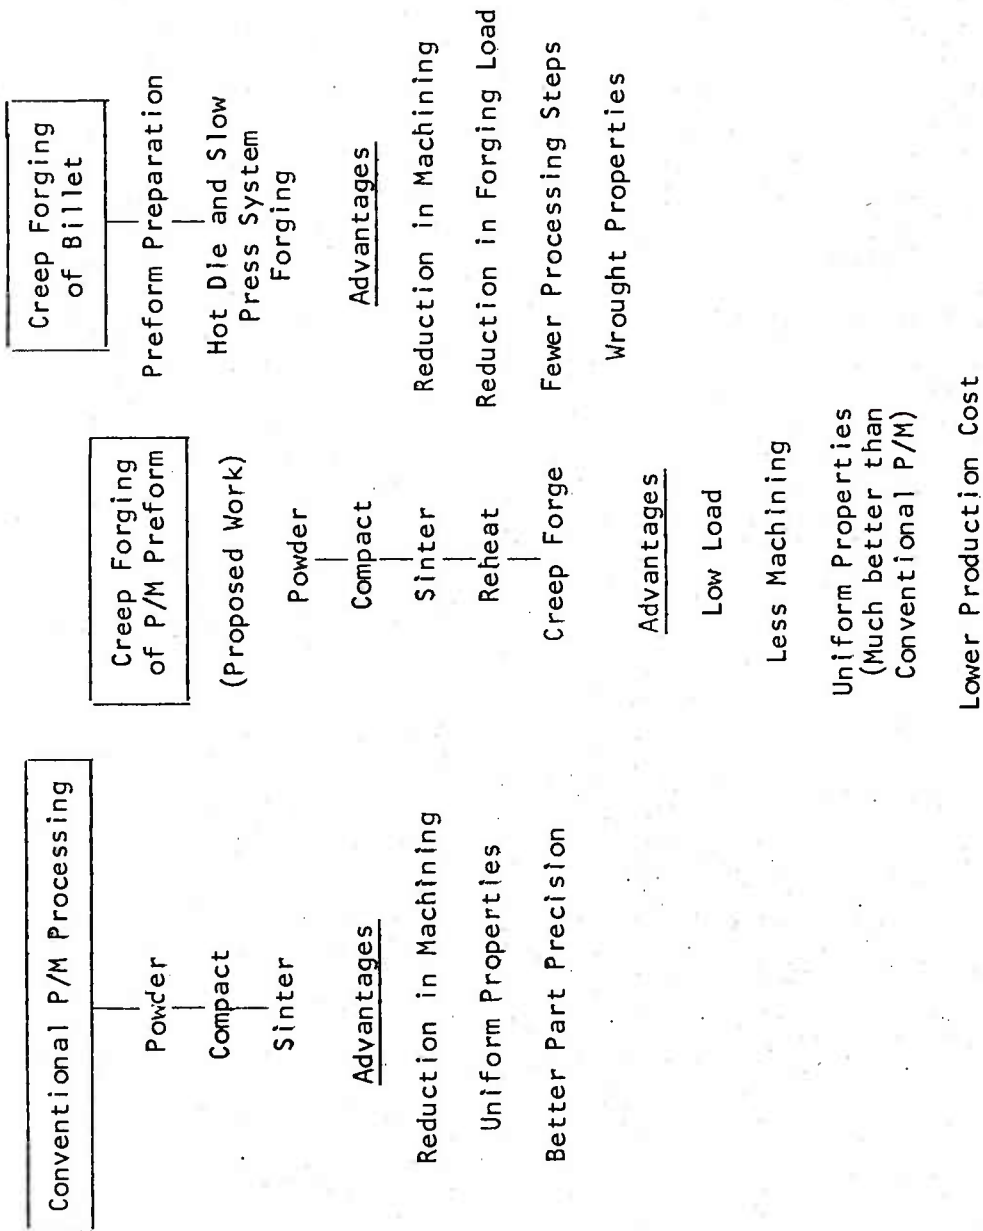 Conventional P/M Processing
Powder
Compact
Sinter
Advantages
Reduction in Machining
Uniform Properties
Better Part Precision
Creep Forging
of P/M Preform
(Proposed Work)
Powder
Compact
Sinter
Reheat
Creep Forge
Advantages
Low Load
Less Machining
Uniform Properties
(Much better than
Conventional P/M)
Lower Production Cost
Creep Forging
of Billet
Preform Preparation
Hot Die and Slow
Press System
Forging
Advantages
Reduction in Machining
Reduction in Forging Load
Fewer Processing Steps
Wrought Properties